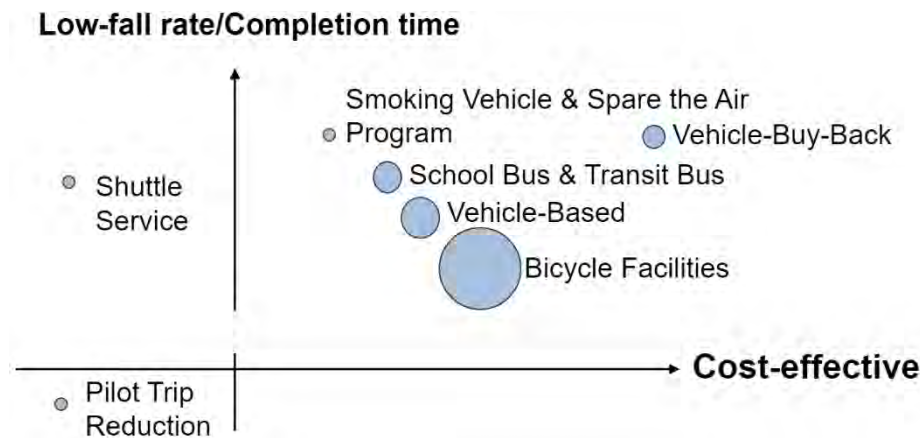 Low-fall rate/Completion time
Smoking Vehicle & Spare the Air
Program
Vehicle-Buy-Back
School Bus & Transit Bus
Shuttle
Service
Vehicle-Based
Bicycle Facilities
Cost-effective
Pilot Trip
Reduction